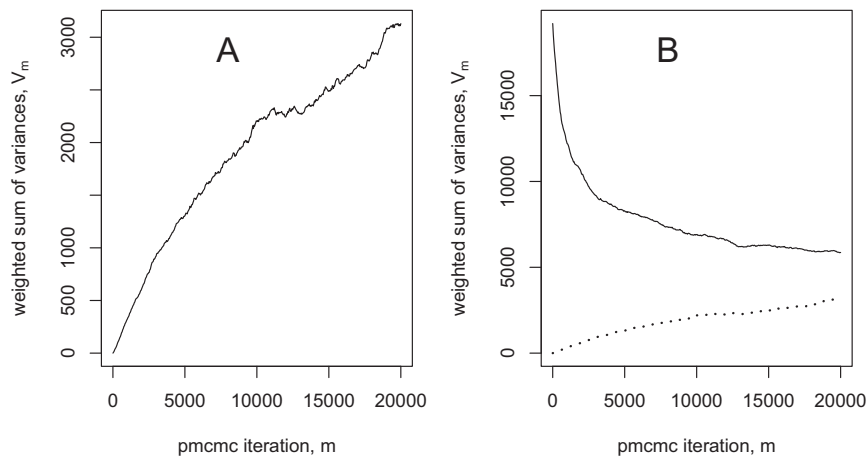 A
weighted sum of variances, Vm
3000
2000
1000
500
0
0 5000 10000 15000 20000
pmcmc iteration, m
B
weighted sum of variances, Vm
15000
10000
5000
0
0 5000 10000 15000 20000
pmcmc iteration, m